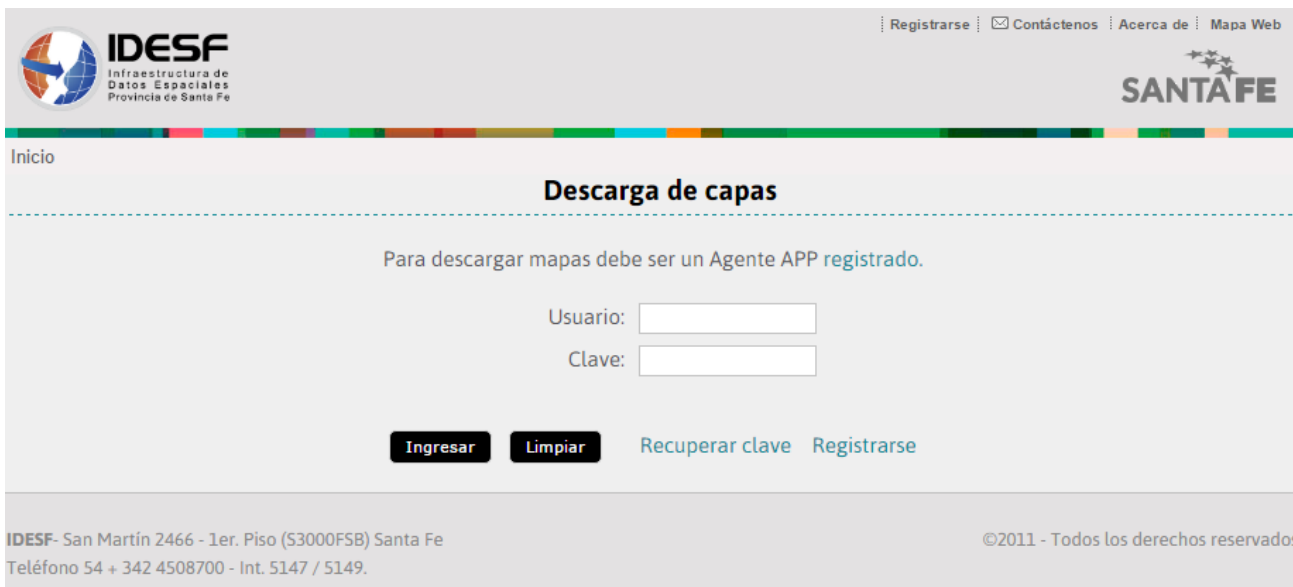 Registrarse Contáctenos Acerca de Mapa Web
IDESF
Infraestructura de
Datos Espaciales
Provincia de Santa Fe
SANTA FE
Inicio
Descarga de capas
Para descargar mapas debe ser un Agente APP registrado.
Usuario:
Clave:
Ingresar Limpiar Recuperar clave Registrarse
IDESF- San Martín 2466 - 1er. Piso (S3000FSB) Santa Fe
©2011 - Todos los derechos reservados
Teléfono 54 + 342 4508700 - Int. 5147 / 5149.